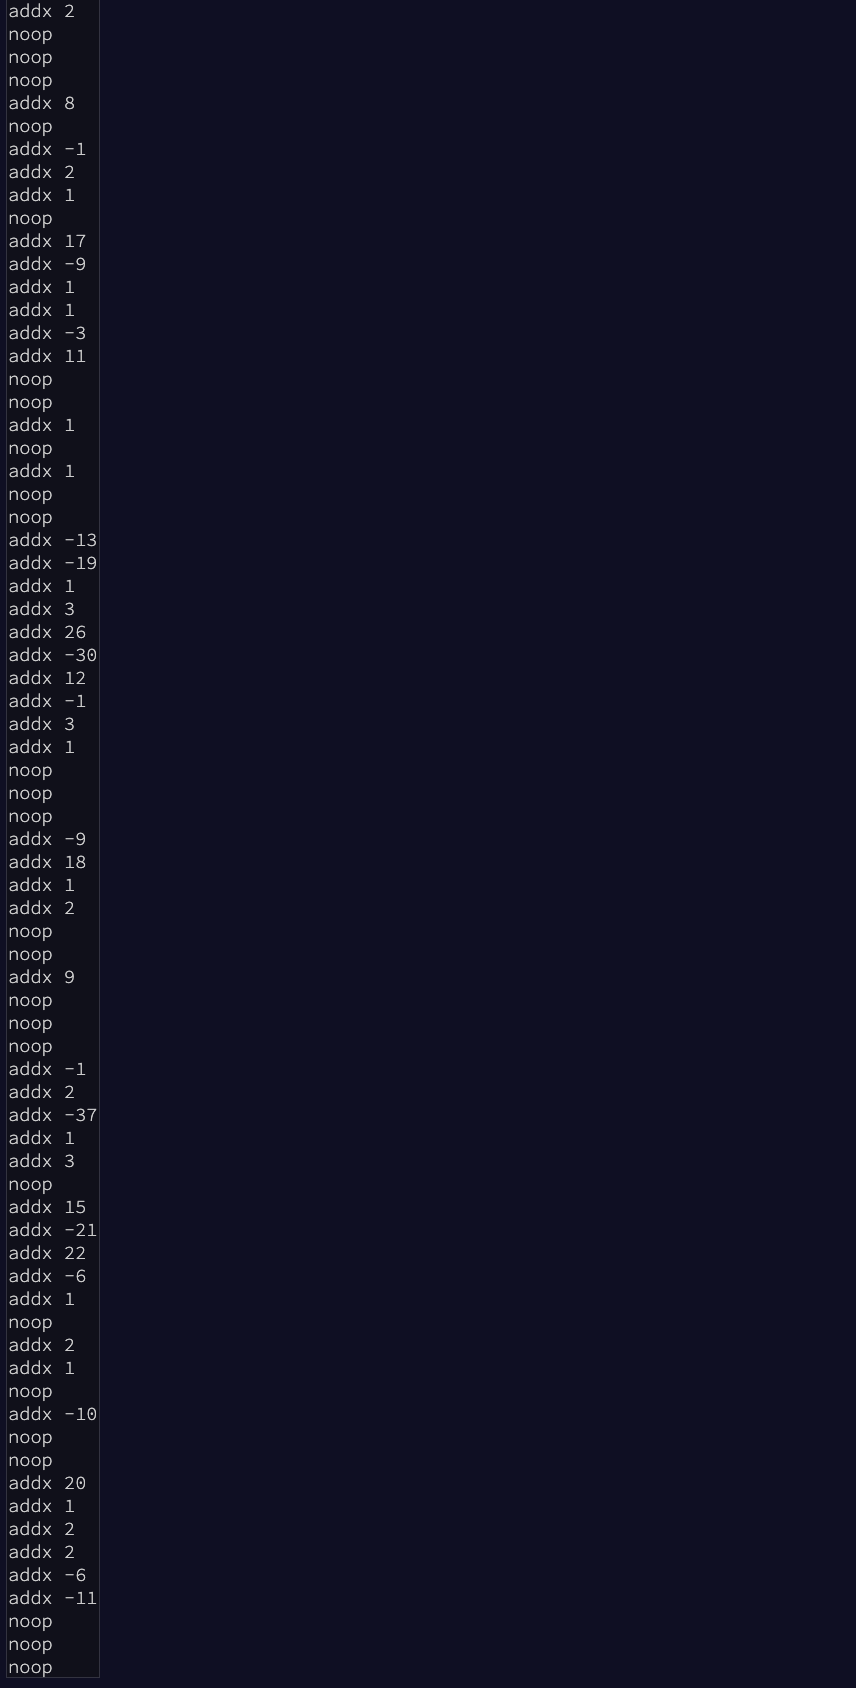 addx 2
noop
noop
noop
addx 8
noop
addx -1
addx 2
addx 1
noop
addx 17
addx -9
addx 1
addx 1
addx -3
addx 11
noop
noop
addx 1
noop
addx 1
noop
noop
addx -13
addx -19
addx 1
addx 3
addx 26
addx -30
addx 12
addx -1
addx 3
addx 1
noop
noop
noop
addx -9
addx 18
addx 1
addx 2
noop
noop
addx 9
noop
noop
noop
addx -1
addx 2
addx -37
addx 1
addx 3
noop
addx 15
addx -21
addx 22
addx -6
addx 1
noop
addx 2
addx 1
noop
addx -10
noop
noop
addx 20
addx 1
addx 2
addx 2
addx -6
addx -11
noop
noop
noop